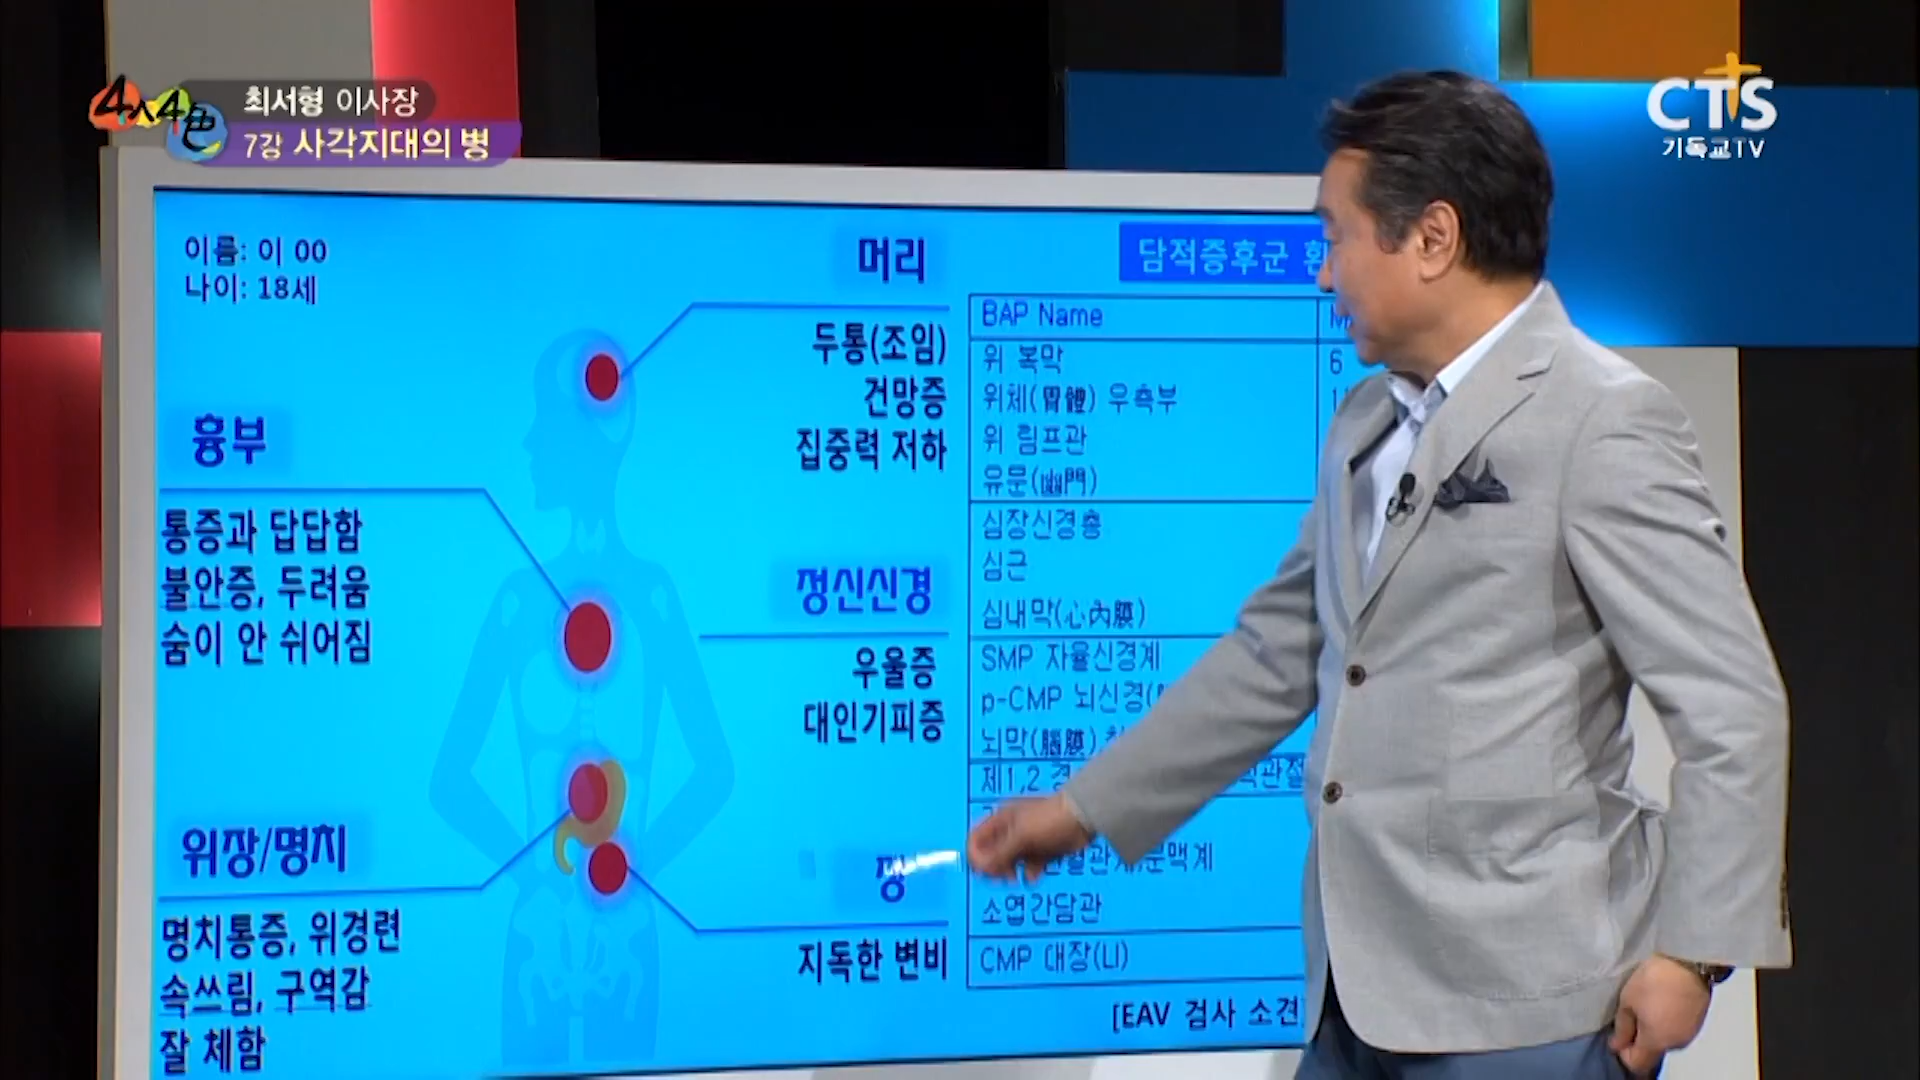 4人4色
최서형 이사장
7강 사각지대의 병
CTS
기독교TV
이름: 이 OO
나이: 18세
머리
두통(조임)
건망증
집중력 저하
흉부
통증과 답답함
불안증, 두려움
숨이 안 쉬어짐
정신신경
우울증
대인기피증
위장/명치
명치통증, 위경련
속쓰림, 구역감
잘 체함
장
지독한 변비
담적증후군
BAP Name
위 복막 6
위체(胃體) 우측부
위 림프관
유문(幽門)
심장신경총
심근
심내막(心內膜)
SMP 자율신경계
p-CMP 뇌신경
뇌막(腦膜)
제1,2
소엽간담관
CMP 대장(LI)
[EAV 검사 소견]